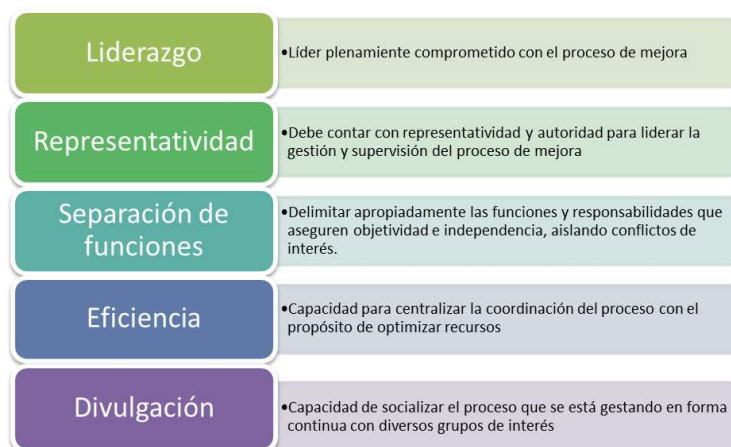 Liderazgo
•Líder plenamiente comprometido con el proceso de mejora
Representatividad
•Debe contar con representatividad y autoridad para liderar la
gestión y supervisión del proceso de mejora
Separación de
funciones
•Delimitar apropiadamente las funciones y responsabilidades que
aseguren objetividad e independencia, aislando conflictos de
interés.
Eficiencia
•Capacidad para centralizar la coordinación del proceso con el
propósito de optimizar recursos
Divulgación
•Capacidad de socializar el proceso que se está gestando en forma
continua con diversos grupos de interés